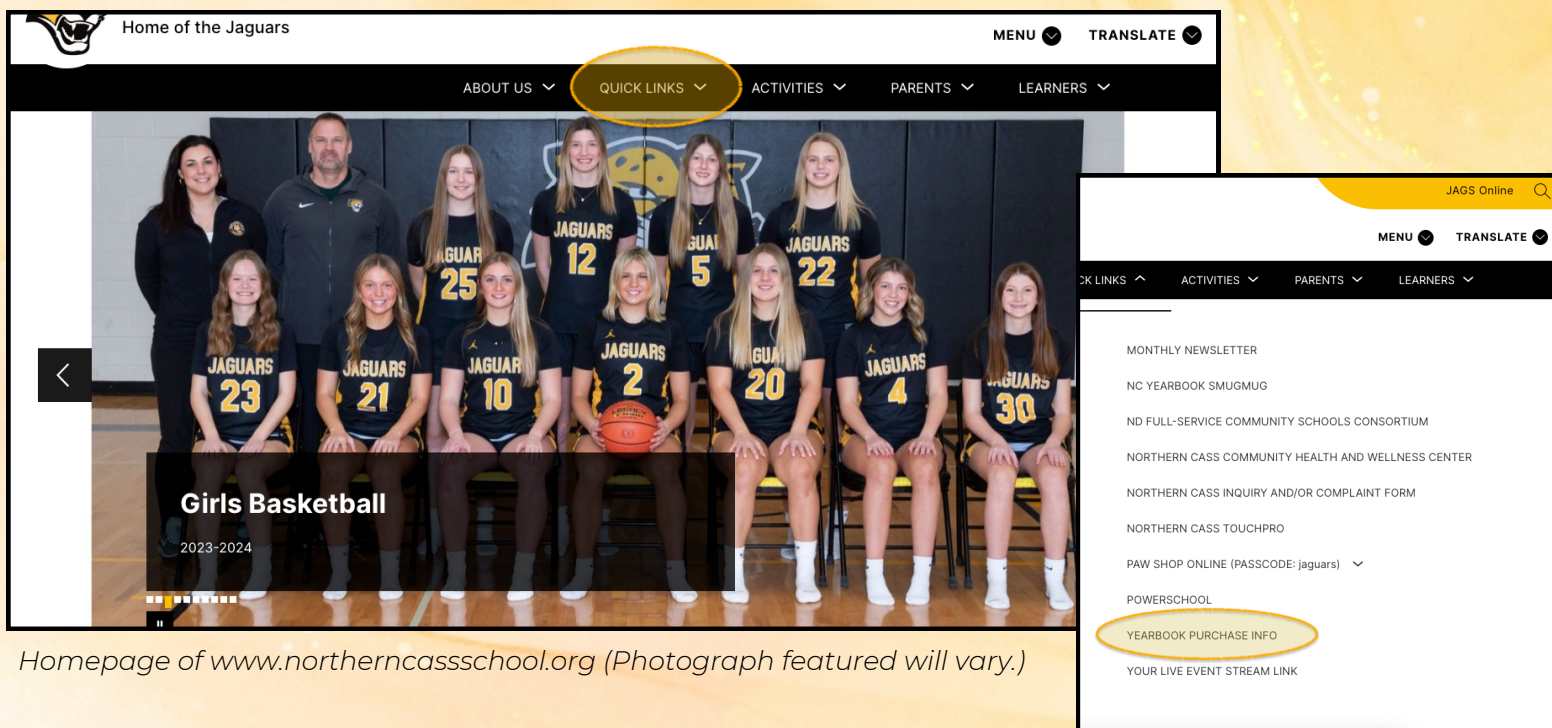 Home of the Jaguars
MENU TRANSLATE
ABOUT US QUICK LINKS ACTIVITIES PARENTS LEARNERS
JAGUARS 12
5
JAGUARS 22
25
JAGUARS 23
JAGUARS 21
JAGUARS 10
JAGUARS 2
20
JAGUARS 4
30
LEGACY
Girls Basketball
2023-2024
Homepage of www.northerncassschool.org (Photograph featured will vary.)
JAGS Online
MENU TRANSLATE
CK LINKS ACTIVITIES PARENTS LEARNERS
MONTHLY NEWSLETTER
NC YEARBOOK SMUGMUG
ND FULL-SERVICE COMMUNITY SCHOOLS CONSORTIUM
NORTHERN CASS COMMUNITY HEALTH AND WELLNESS CENTER
NORTHERN CASS INQUIRY AND/OR COMPLAINT FORM
NORTHERN CASS TOUCHPRO
PAW SHOP ONLINE (PASSCODE: jaguars)
POWERSCHOOL
YEARBOOK PURCHASE INFO
YOUR LIVE EVENT STREAM LINK